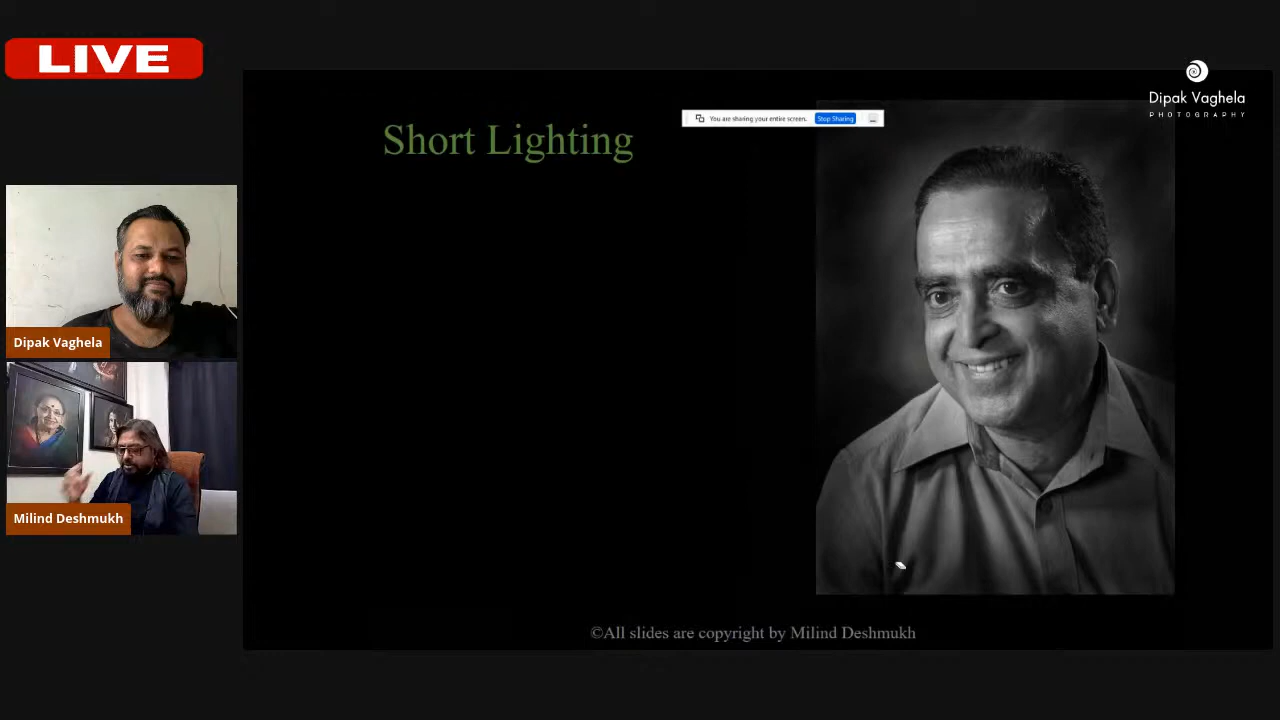 LIVE
Dipak Vaghela
PHOTOGRAPHY
You are sharing your entire screen.
Stop Sharing
Short Lighting
Dipak Vaghela
Milind Deshmukh
©All slides are copyright by Milind Deshmukh